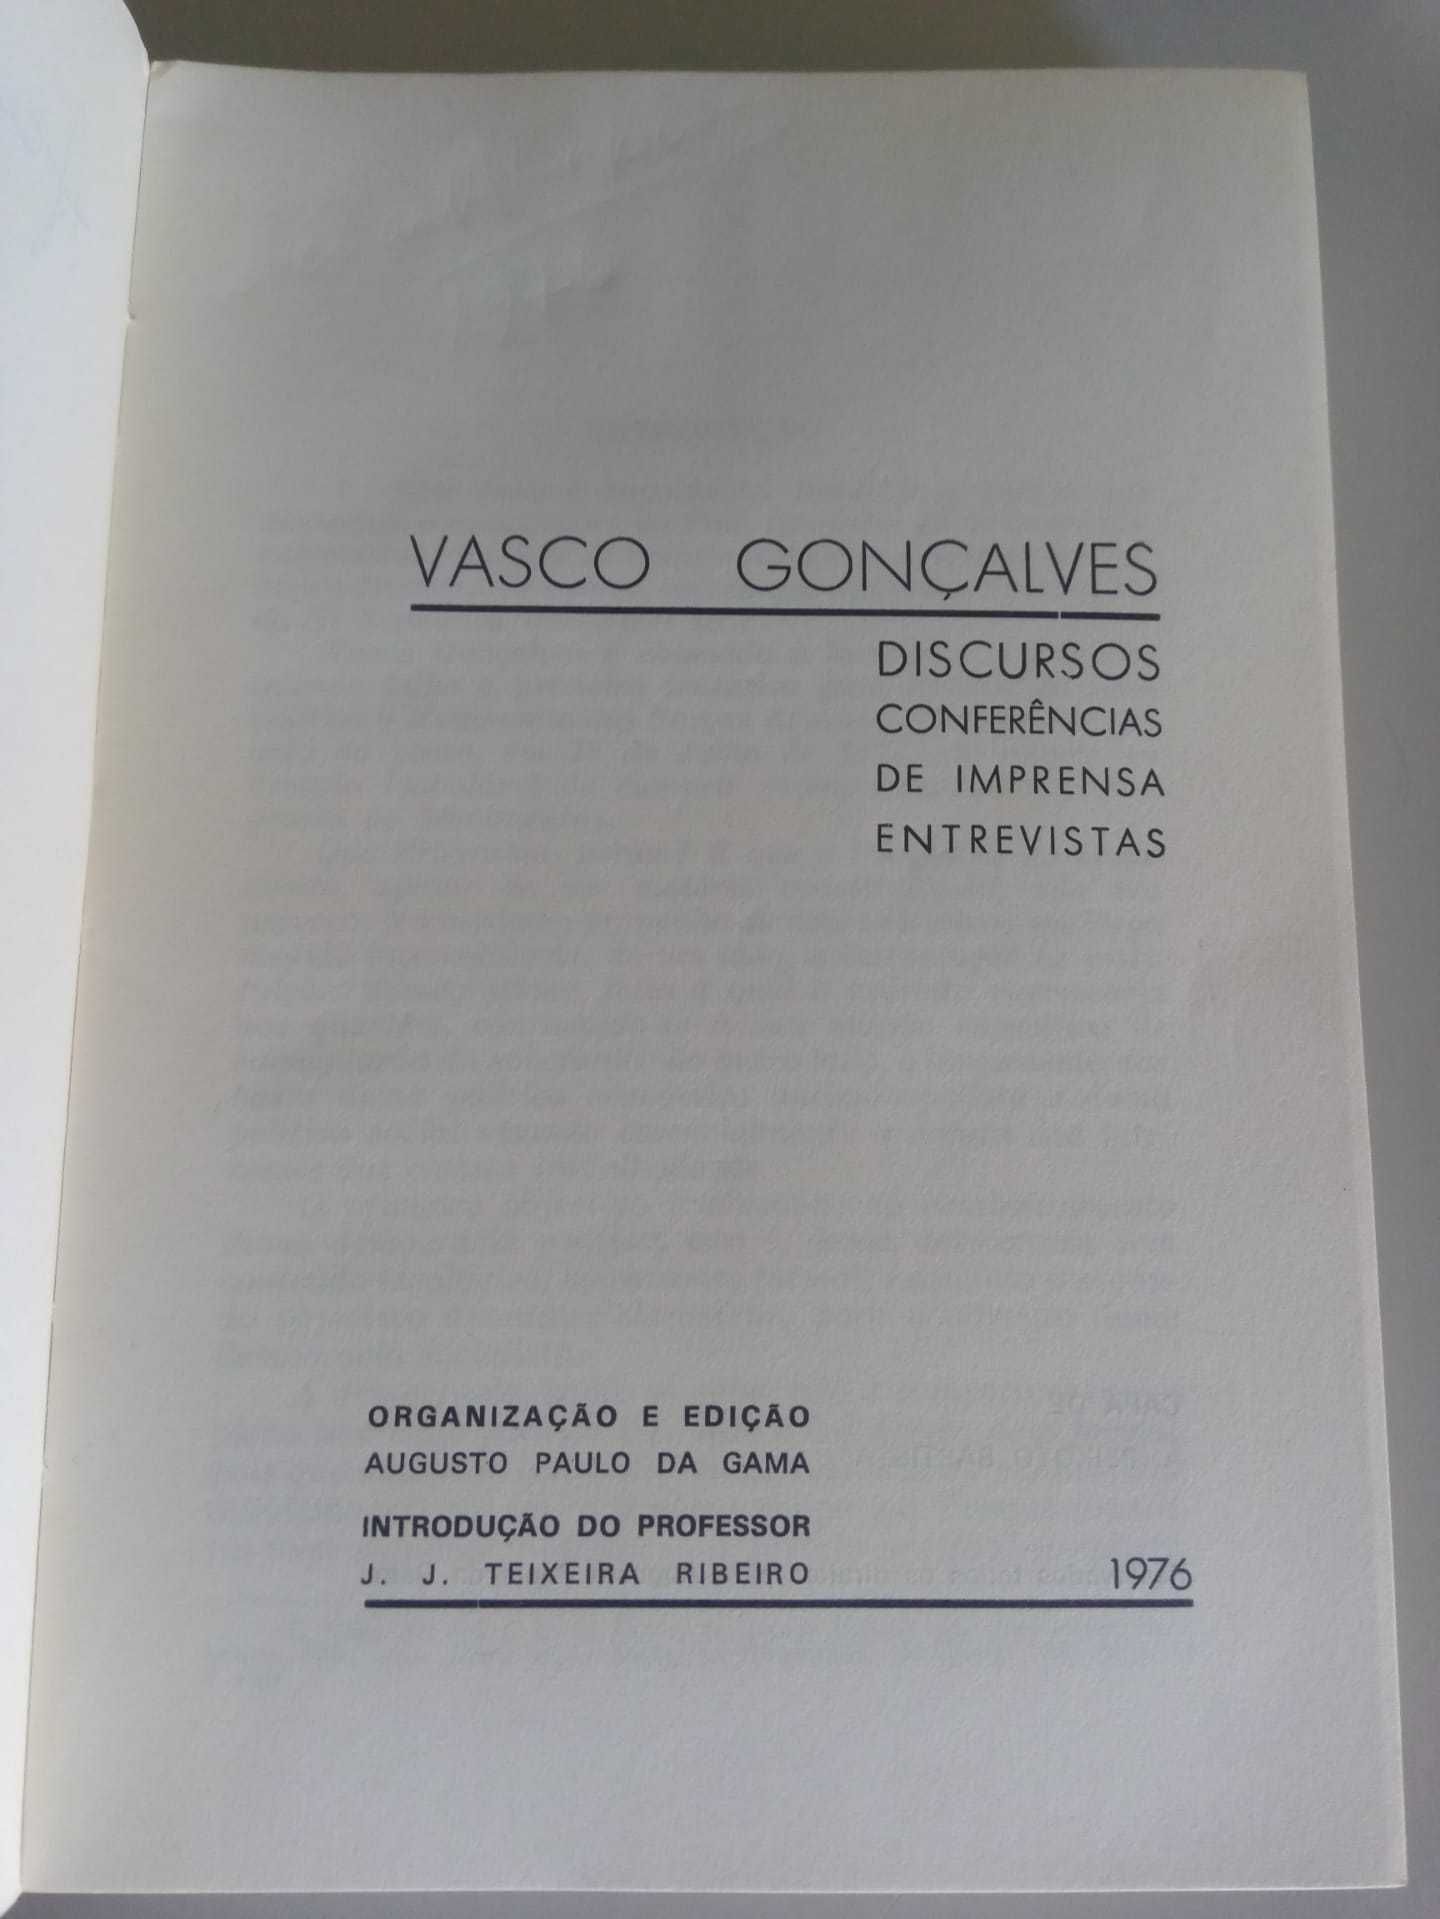 VASCO GONÇALVES
DISCURSOS
CONFERÊNCIAS
DE IMPRENSA
ENTREVISTAS
ORGANIZAÇÃO E EDIÇÃO
AUGUSTO PAULO DA GAMA
INTRODUÇÃO DO PROFESSOR
J. J. TEIXEIRA RIBEIRO 1976